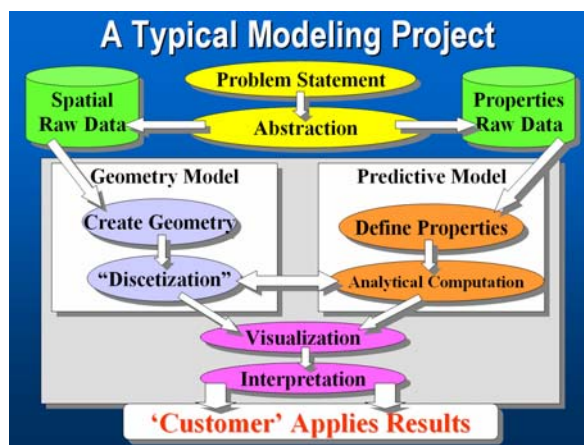 A Typical Modeling Project
Problem Statement
Spatial
Raw Data
Properties
Raw Data
Abstraction
Geometry Model
Predictive Model
Create Geometry
Define Properties
“Discetization”
Analytical Computation
Visualization
Interpretation
‘Customer’ Applies Results